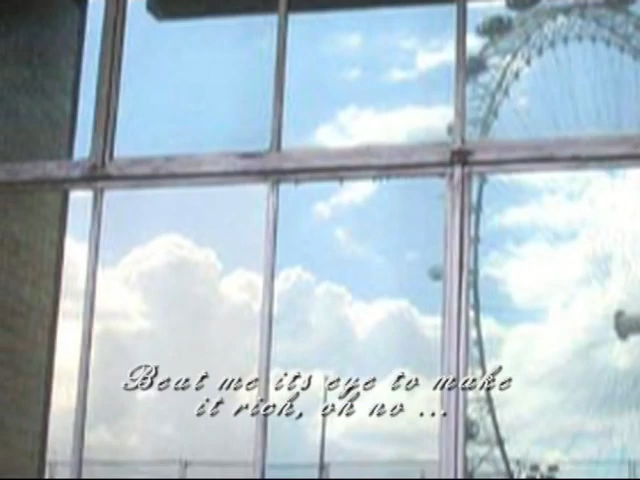 Beat me its eye to make
it rich, oh no ...